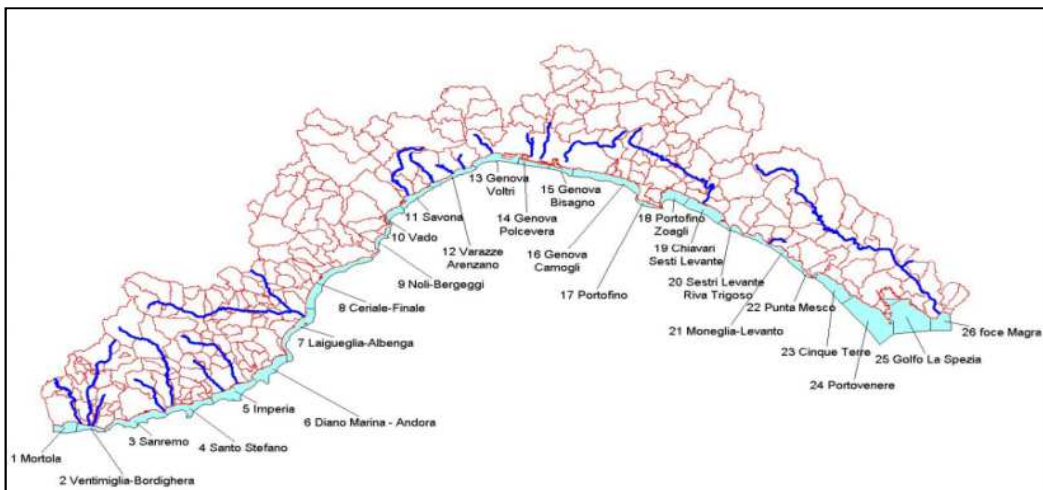 1 Mortola
2 Ventimiglia-Bordighera
3 Sanremo
4 Santo Stefano
5 Imperia
6 Diano Marina - Andora
7 Laigueglia-Albenga
8 Ceriale-Finale
9 Noli-Bergeggi
10 Vado
11 Savona
12 Varazze
Arenzano
13 Genova
Voltri
14 Genova
Polcevera
15 Genova
Bisagno
16 Genova
Camogli
17 Portofino
18 Portofino
Zoagli
19 Chiavari
Sesti Levante
20 Sestri Levante
Riva Trigoso
21 Moneglia-Levanto
22 Punta Mesco
23 Cinque Terre
24 Portovenere
25 Golfo La Spezia
26 foce Magra